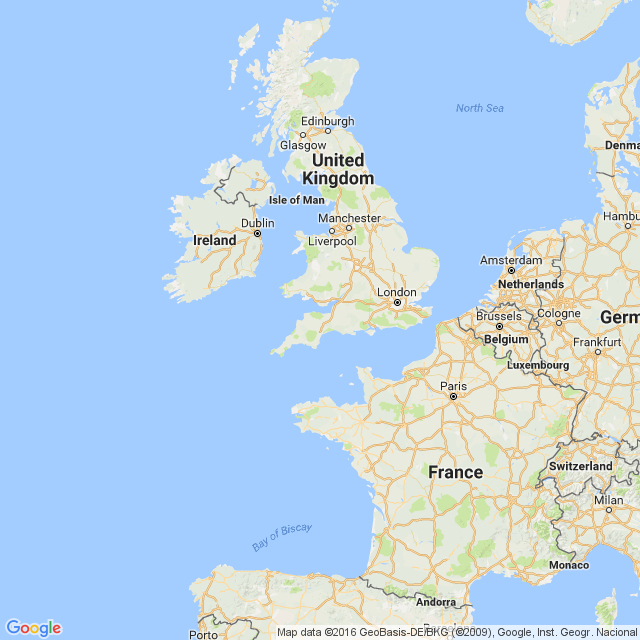 North Sea
Edinburgh
Glasgow
United
Kingdom
Denma
Isle of Man
Manchester
Dublin
Hambu
Ireland
Liverpool
Amsterdam
Netherlands
London
Cologne
Brussels
Germ
Belgium
Frankfurt
Luxembourg
Paris
Switzerland
France
Milan
Bay of Biscay
Monaco
Andorra
Google
Porto
Map data ©2016 GeoBasis-DE/BKG (©2009), Google, Inst. Geogr. Nacional